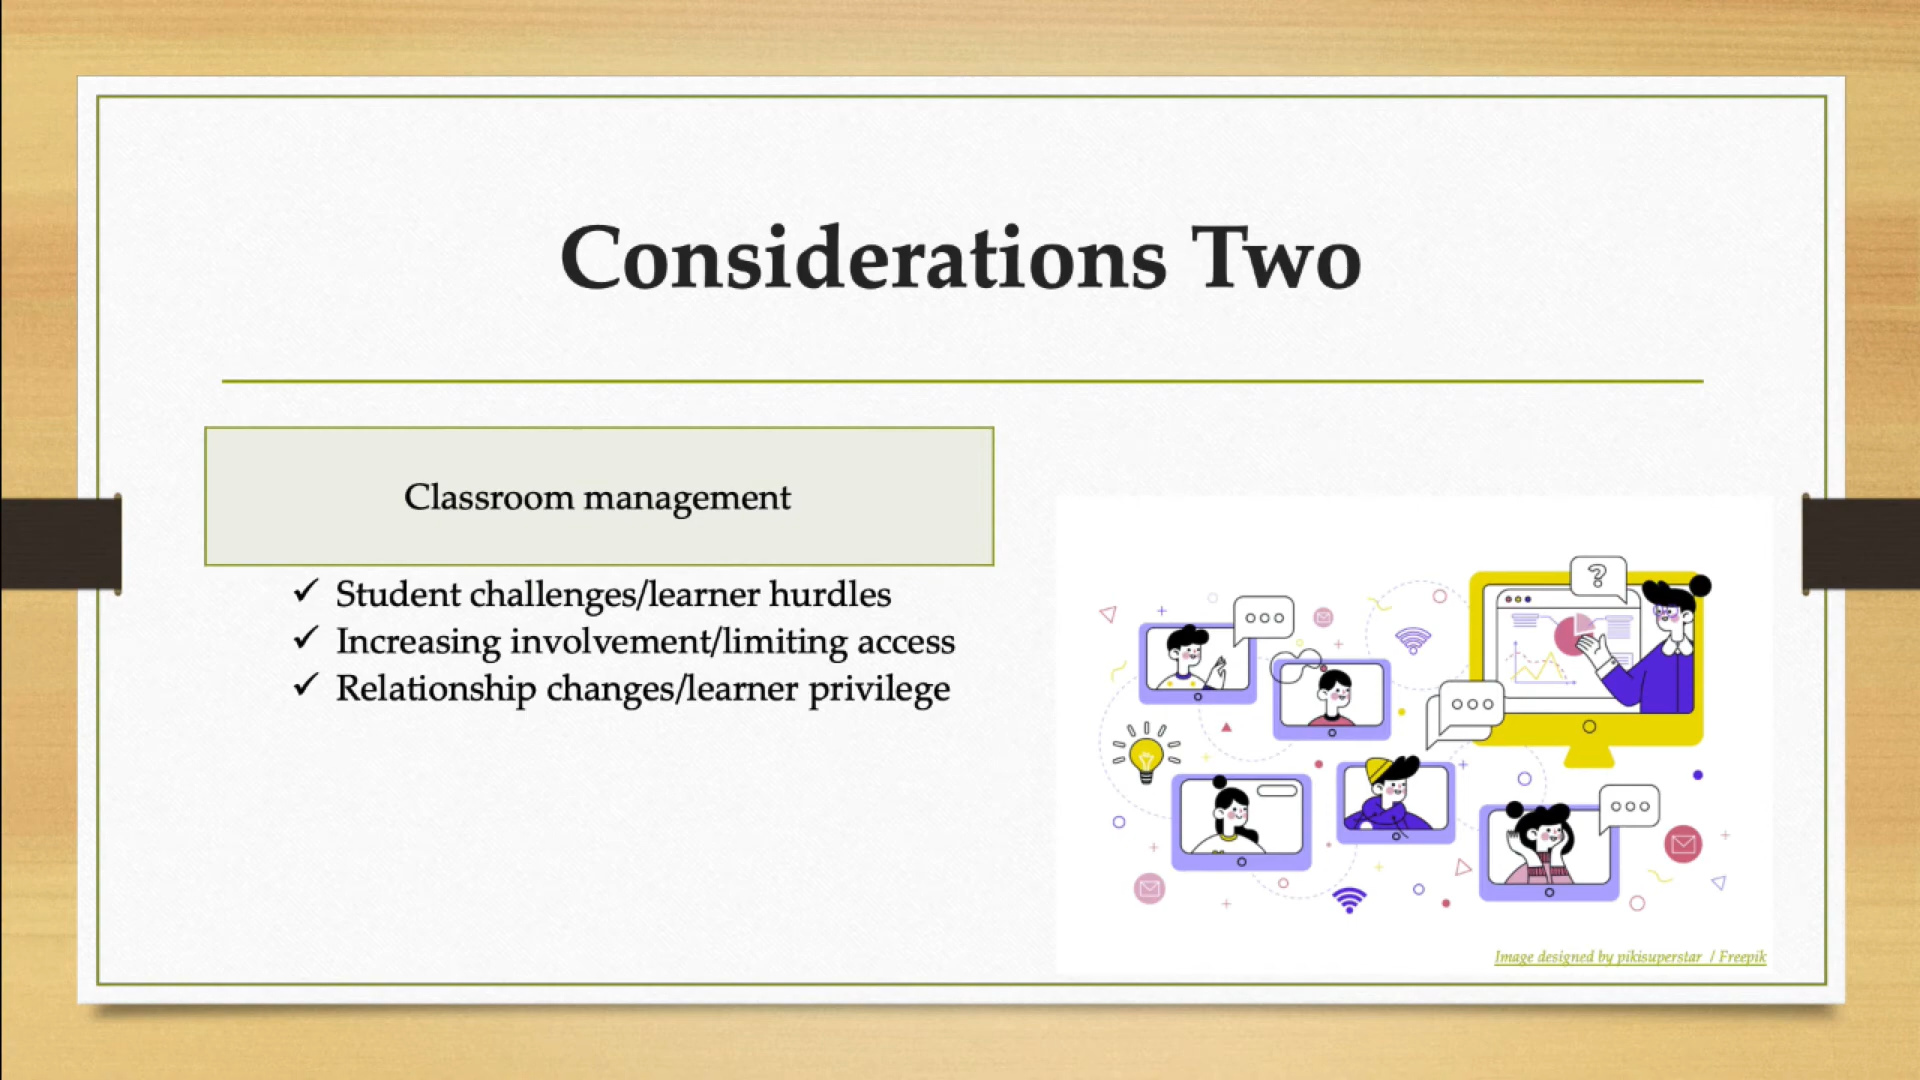 Considerations Two
Classroom management
✓ Student challenges/learner hurdles
✓ Increasing involvement/limiting access
✓ Relationship changes/learner privilege
?
Image designed by pikisuperstar / Freepik